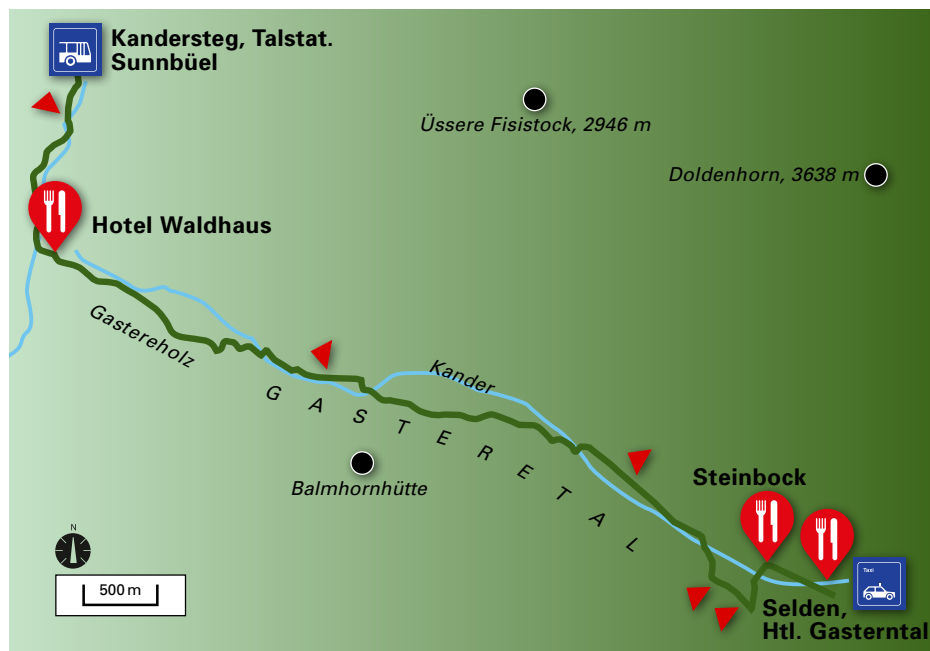 Kandersteg, Talstat.
Sunnbüel
Üssere Fisistock, 2946 m
Doldenhorn, 3638 m
Hotel Waldhaus
Gastereholz
Kander
GASTERETAL
Balmhornhütte
Steinbock
N
500 m
Taxi
Selden,
Htl. Gasterntal